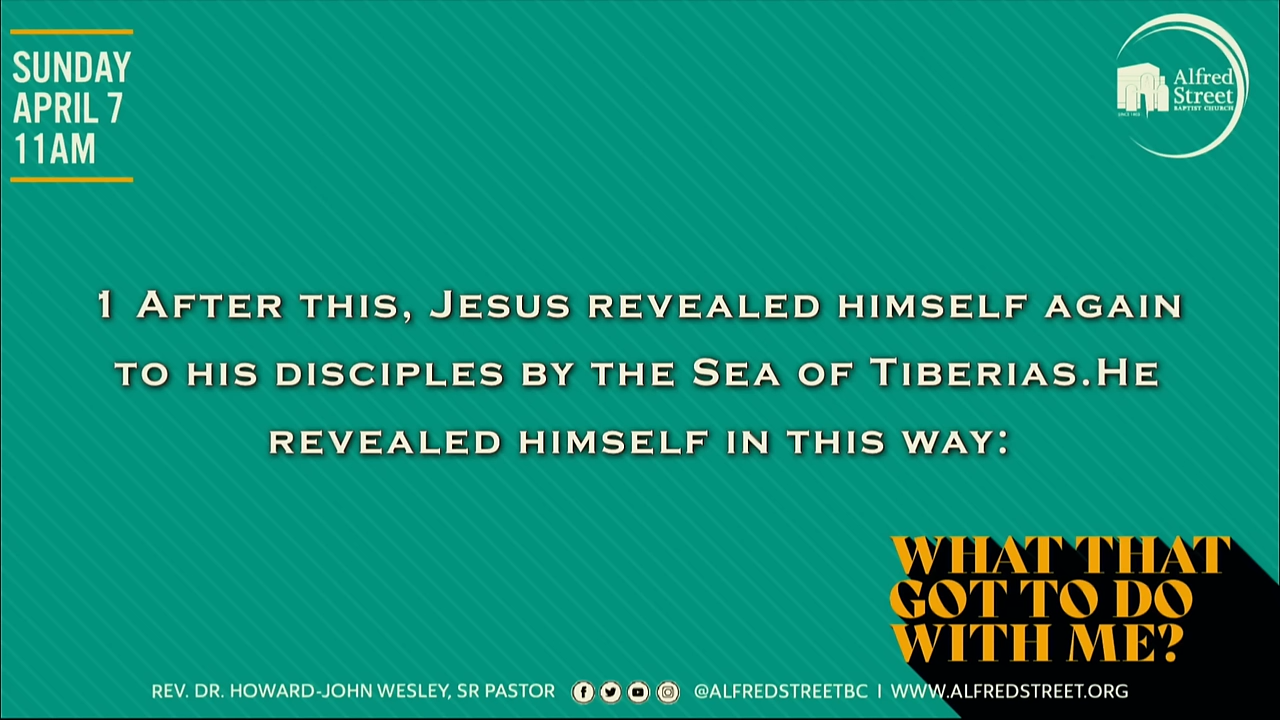 SUNDAY
APRIL 7
11AM
Alfred
Street
BAPTIST CHURCH
1 After this, Jesus revealed himself again
to his disciples by the Sea of Tiberias.He
revealed himself in this way:
WHAT THAT
GOT TO DO
WITH ME?
REV. DR. HOWARD-JOHN WESLEY, SR PASTOR @ALFREDSTREETBC | WWW.ALFREDSTREET.ORG